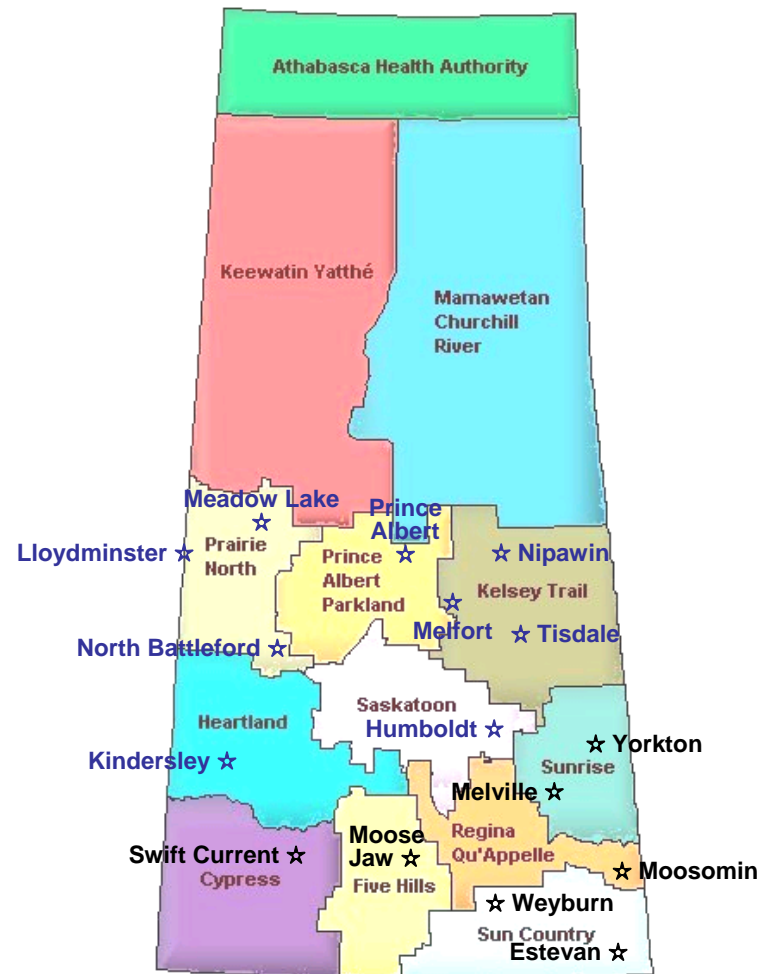 Athabasca Health Authority
Keewatin Yatthé
Mamawetan
Churchill
River
Meadow Lake
Prince
Albert
Lloydminster
Prairie
North
Prince
Albert
Parkland
Nipawin
Kelsey Trail
Melfort
Tisdale
North Battleford
Saskatoon
Heartland
Humboldt
Yorkton
Kindersley
Sunrise
Melville
Moose
Jaw
Regina
Qu'Appelle
Swift Current
Cypress
Five Hills
Moosomin
Weyburn
Sun Country
Estevan